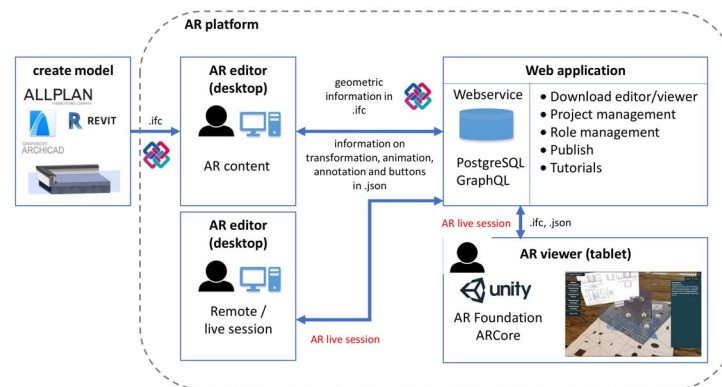 AR platform
create model
ALLPLAN
A NEMETSCHEK COMPANY
R REVIT
GRAPHISOFT
ARCHICAD
.ifc
AR editor
(desktop)
AR content
geometric
information in
.ifc
information on
transformation, animation,
annotation and buttons
in .json
Web application
Webservice
PostgreSQL
GraphQL
• Download editor/viewer
• Project management
• Role management
• Publish
• Tutorials
AR editor
(desktop)
Remote /
live session
AR live session
AR live session
.ifc, .json
AR viewer (tablet)
unity
AR Foundation
ARCore